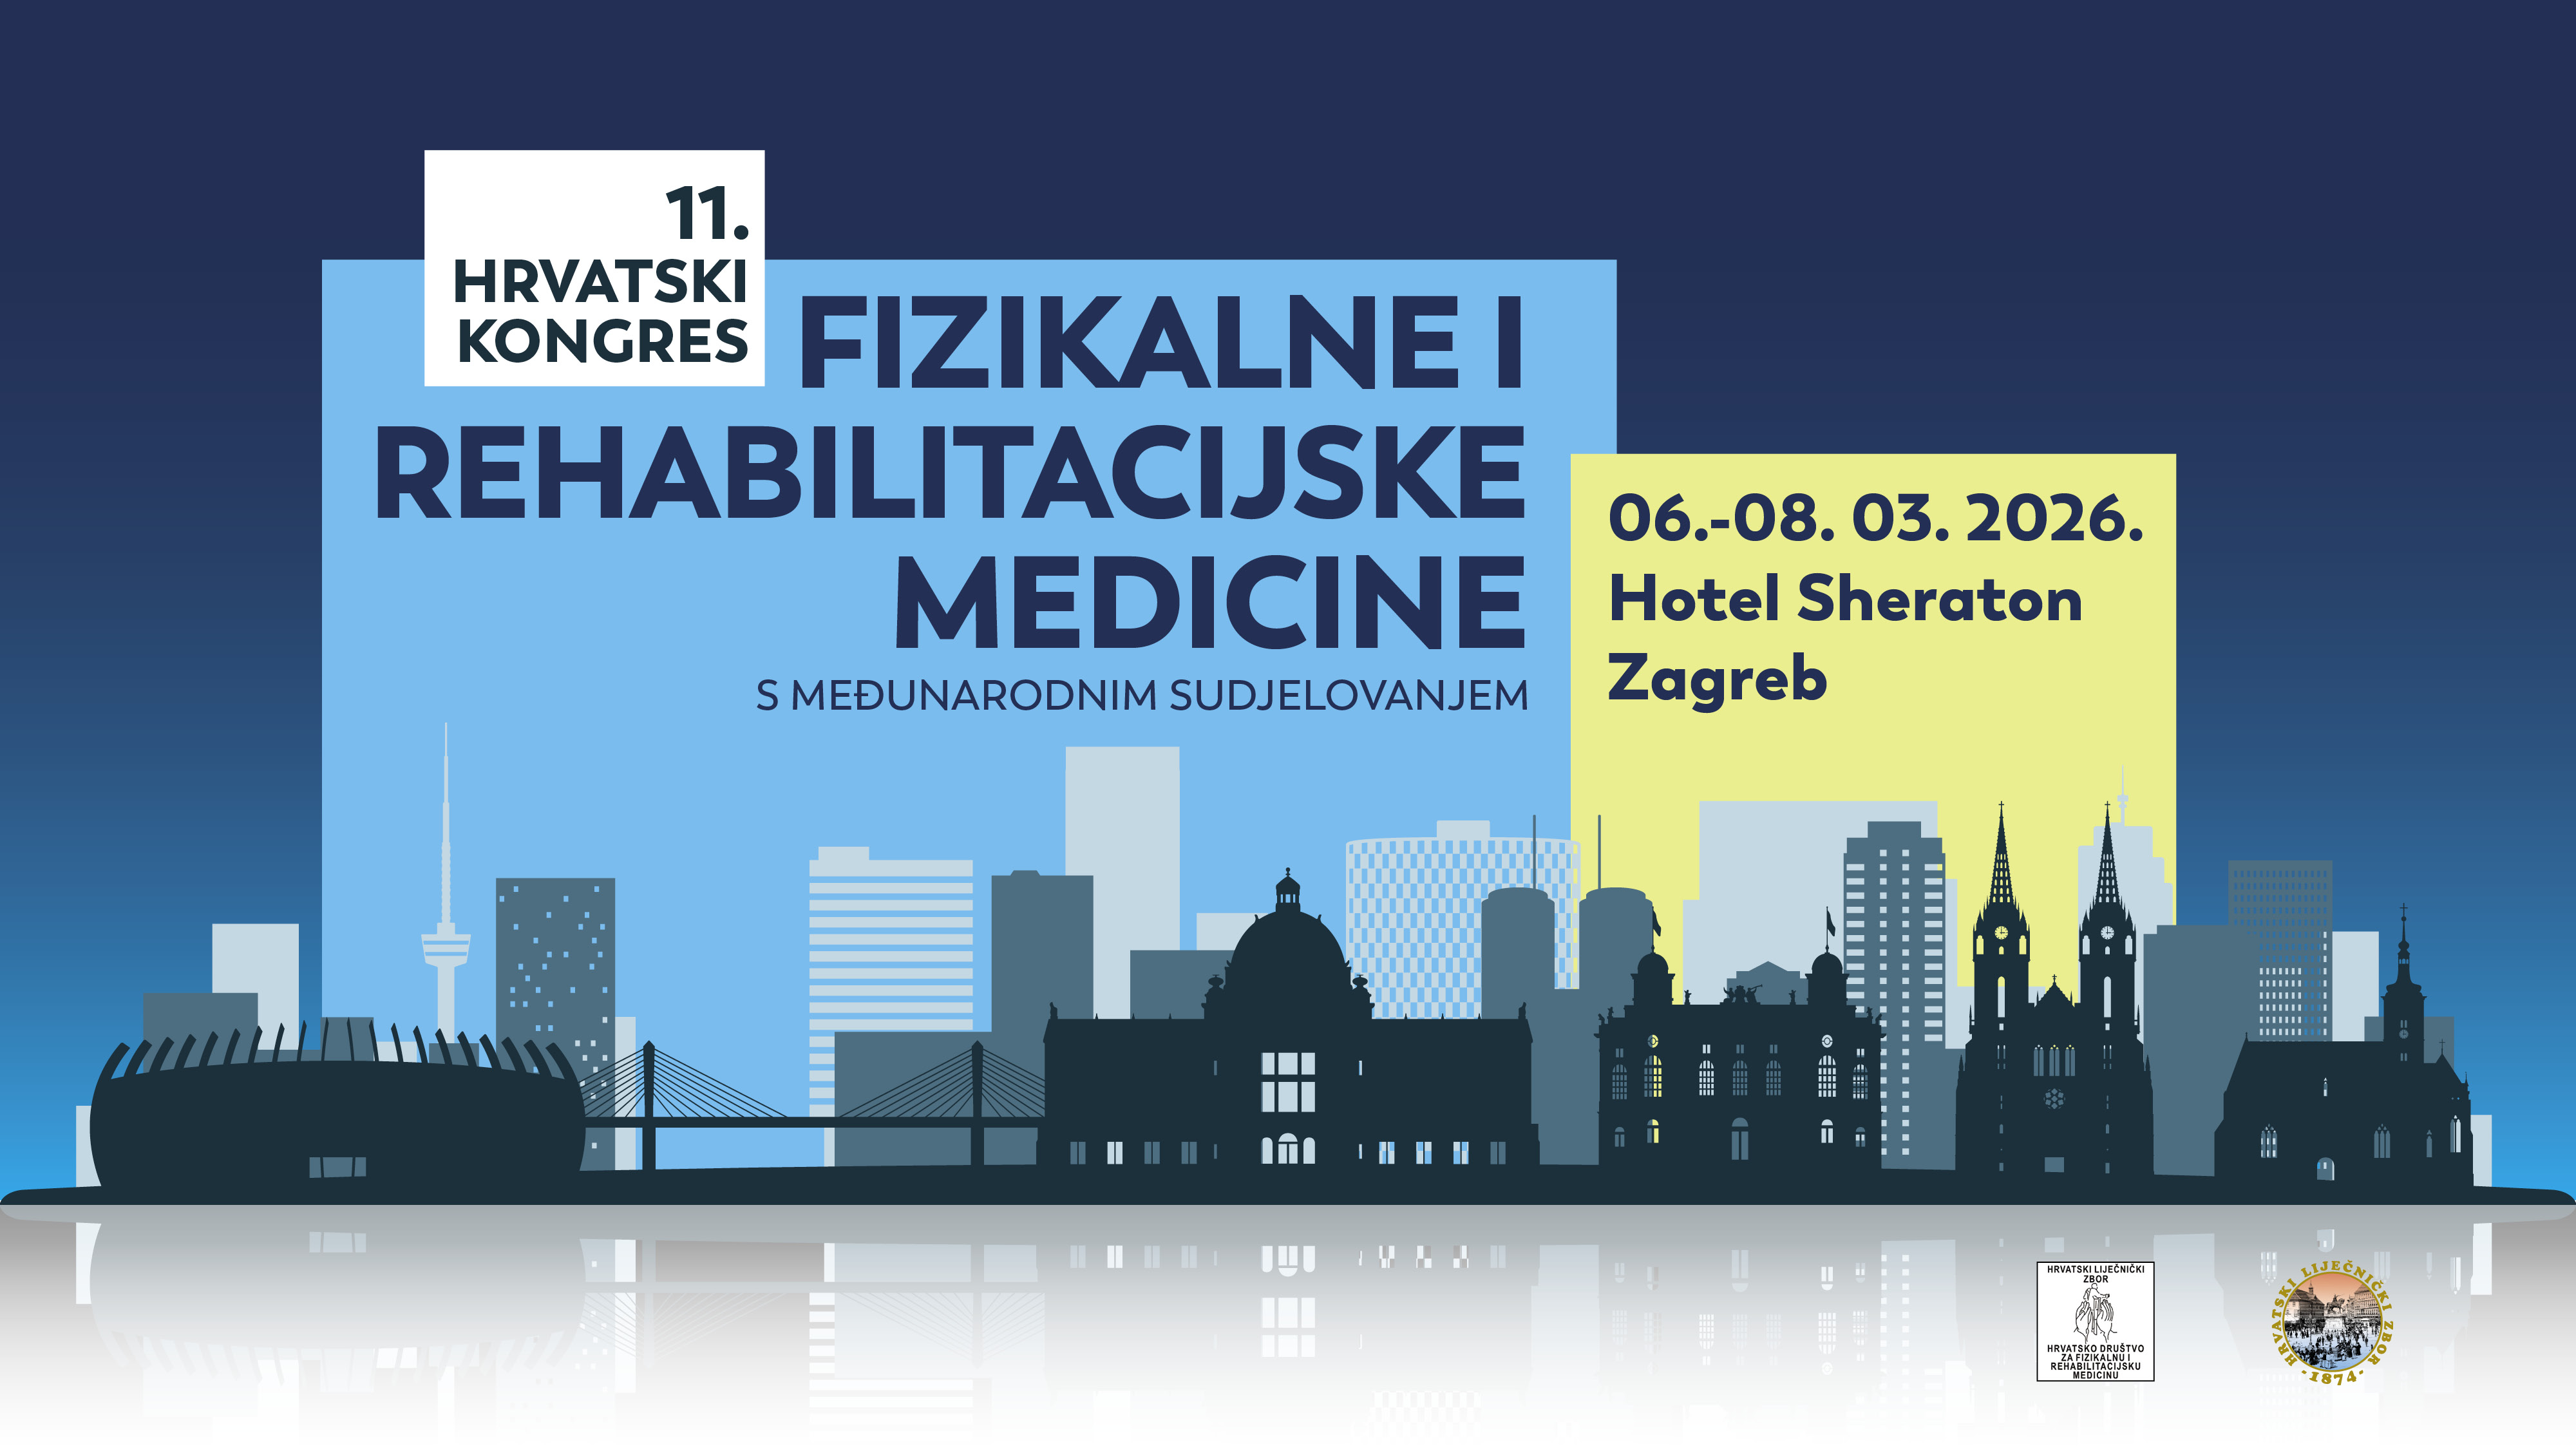 11.
HRVATSKI
KONGRES
FIZIKALNE I
REHABILITACIJSKE
MEDICINE
S MEĐUNARODNIM SUDJELOVANJEM
06.-08. 03. 2026.
Hotel Sheraton
Zagreb
HRVATSKI LIJEČNIČKI
ZBOR
HRVATSKO DRUŠTVO
ZA FIZIKALNU I
REHABILITACIJSKU
MEDICINU
HRVATSKI LIJEČNIČKI ZBOR
·1874·